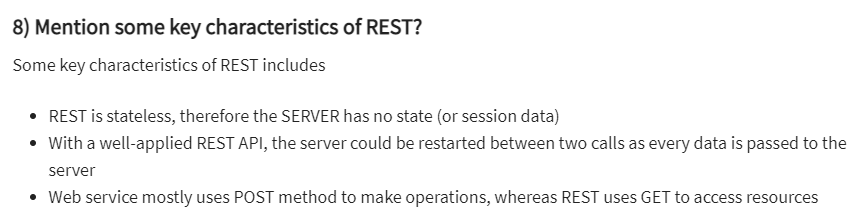 8) Mention some key characteristics of REST?
Some key characteristics of REST includes
• REST is stateless, therefore the SERVER has no state (or session data)
• With a well-applied REST API, the server could be restarted between two calls as every data is passed to the
server
• Web service mostly uses POST method to make operations, whereas REST uses GET to access resources